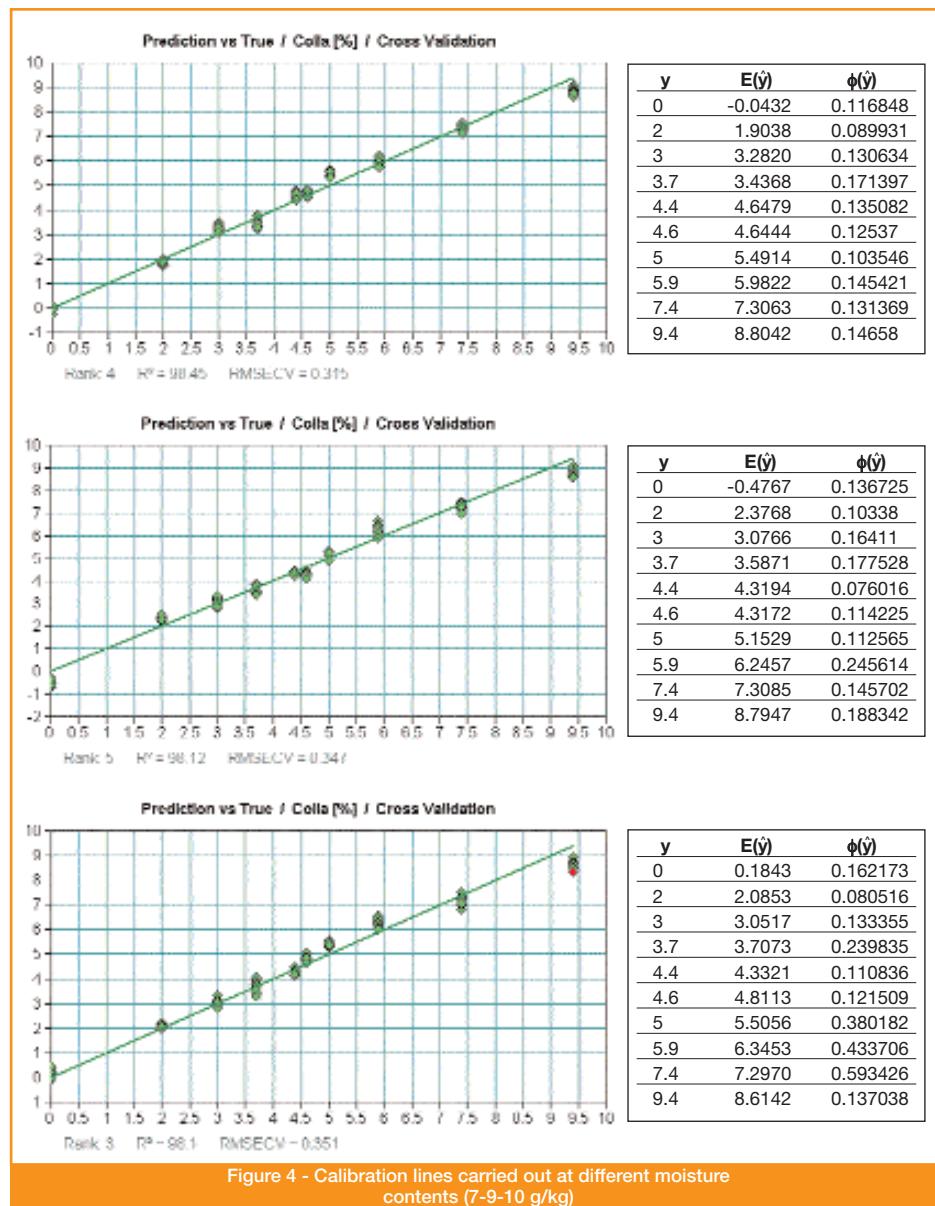 Prediction vs True / Colla [%] / Cross Validation
10
9
8
7
6
5
4
3
2
1
0
-1
0 0.5 1 1.5 2 2.5 3 3.5 4 4.5 5 5.5 6 6.5 7 7.5 8 8.5 9 9.5 10
Rank: 4 R² = 98.45 RMSECV = 0.315
y E(ŷ) ϕ(ŷ)
0 -0.0432 0.116848
2 1.9038 0.089931
3 3.2820 0.130634
3.7 3.4368 0.171397
4.4 4.6479 0.135082
4.6 4.6444 0.12537
5 5.4914 0.103546
5.9 5.9822 0.145421
7.4 7.3063 0.131369
9.4 8.8042 0.14658
Prediction vs True / Colla [%] / Cross Validation
10
9
8
7
6
5
4
3
2
1
0
-1
-2
0 0.5 1 1.5 2 2.5 3 3.5 4 4.5 5 5.5 6 6.5 7 7.5 8 8.5 9 9.5 10
Rank: 5 R² = 98.12 RMSECV = 0.347
y E(ŷ) ϕ(ŷ)
0 -0.4767 0.136725
2 2.3768 0.10338
3 3.0766 0.16411
3.7 3.5871 0.177528
4.4 4.3194 0.076016
4.6 4.3172 0.114225
5 5.1529 0.112565
5.9 6.2457 0.245614
7.4 7.3085 0.145702
9.4 8.7947 0.188342
Prediction vs True / Colla [%] / Cross Validation
10
9
8
7
6
5
4
3
2
1
0
1
0 0.5 1 1.5 2 2.5 3 3.5 4 4.5 5 5.5 6 6.5 7 7.5 8 8.5 9 9.5 10
Rank: 3 R² = 98.1 RMSECV = 0.351
y E(ŷ) ϕ(ŷ)
0 0.1843 0.162173
2 2.0853 0.080516
3 3.0517 0.133355
3.7 3.7073 0.239835
4.4 4.3321 0.110836
4.6 4.8113 0.121509
5 5.5056 0.380182
5.9 6.3453 0.433706
7.4 7.2970 0.593426
9.4 8.6142 0.137038
Figure 4 - Calibration lines carried out at different moisture
contents (7-9-10 g/kg)